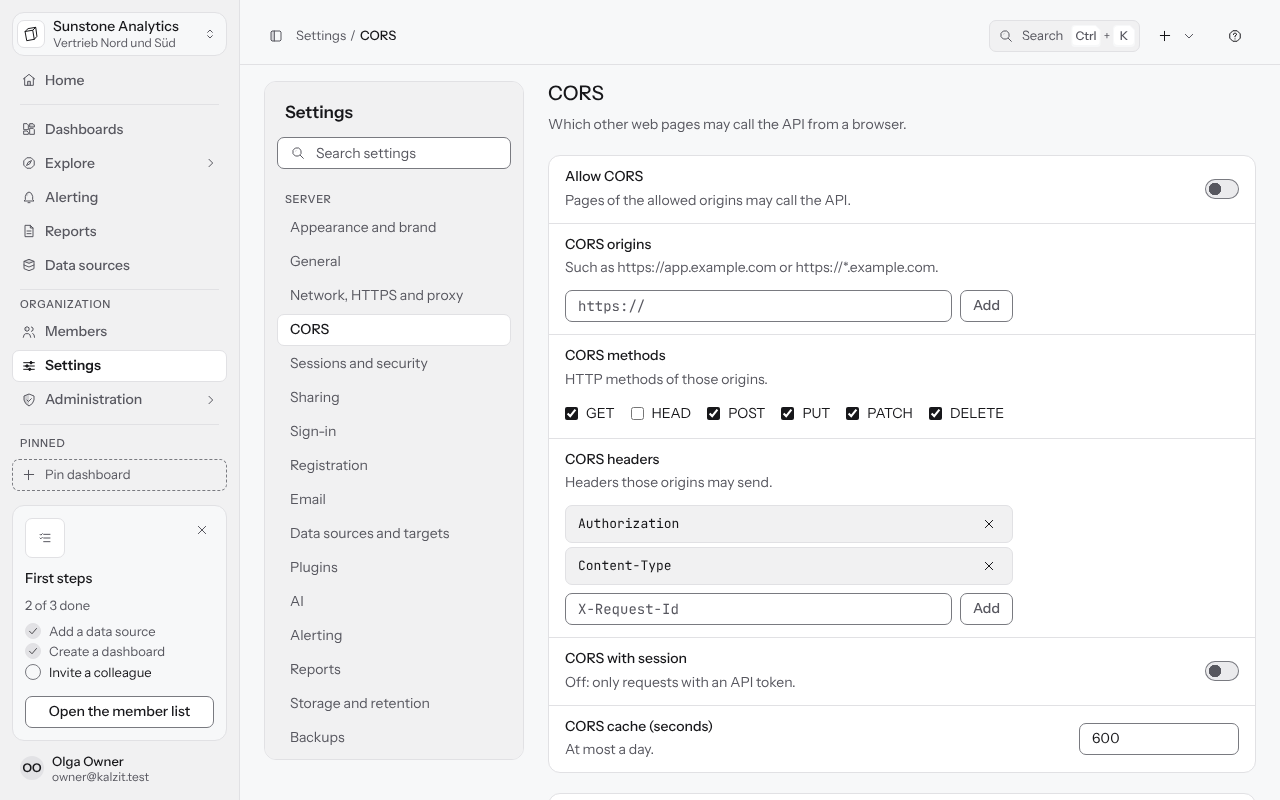 Sunstone Analytics
Vertrieb Nord und Süd
Home
Dashboards
Explore
Alerting
Reports
Data sources
ORGANIZATION
Members
Settings
Administration
PINNED
Pin dashboard
First steps
2 of 3 done
Add a data source
Create a dashboard
Invite a colleague
Open the member list
OO
Olga Owner
owner@kalzit.test
Settings / CORS
Search Ctrl + K
Settings
Search settings
SERVER
Appearance and brand
General
Network, HTTPS and proxy
CORS
Sessions and security
Sharing
Sign-in
Registration
Email
Data sources and targets
Plugins
AI
Alerting
Reports
Storage and retention
Backups
CORS
Which other web pages may call the API from a browser.
Allow CORS
Pages of the allowed origins may call the API.
CORS origins
Such as https://app.example.com or https://*.example.com.
https:// Add
CORS methods
HTTP methods of those origins.
GET HEAD POST PUT PATCH DELETE
CORS headers
Headers those origins may send.
Authorization
Content-Type
X-Request-Id Add
CORS with session
Off: only requests with an API token.
CORS cache (seconds)
At most a day.
600